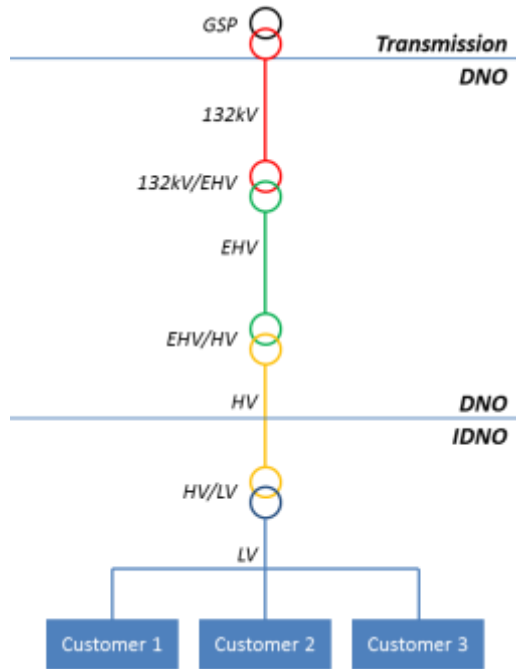 GSP
Transmission
DNO
132kV
132kV/EHV
EHV
EHV/HV
HV
DNO
IDNO
HV/LV
LV
Customer 1
Customer 2
Customer 3